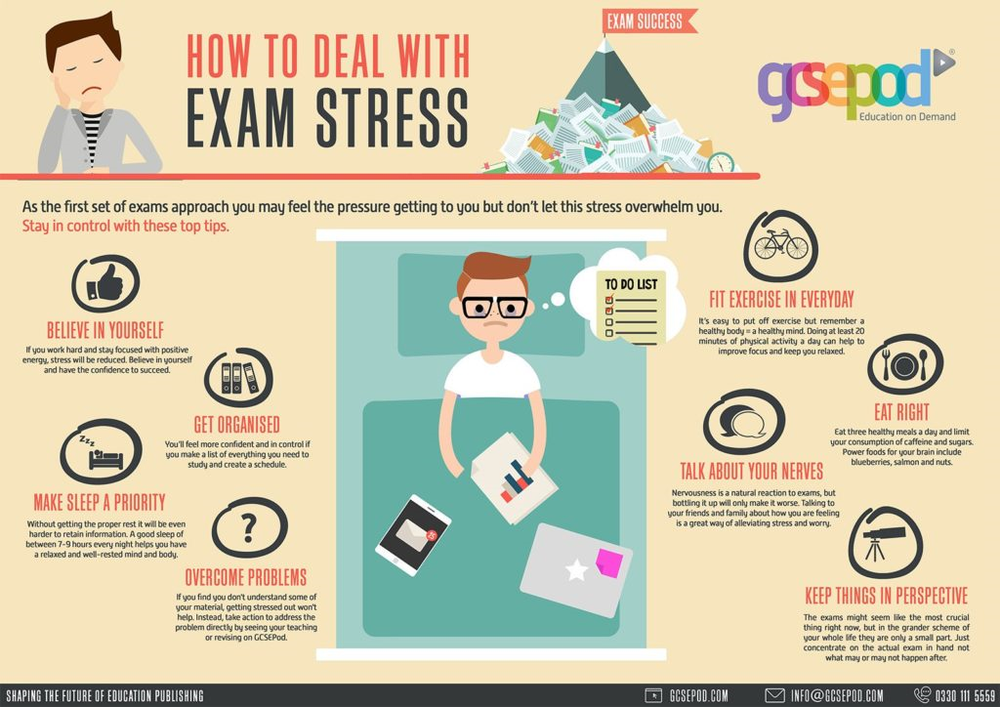 EXAM SUCCESS
HOW TO DEAL WITH
EXAM STRESS
gcsepod
Education on Demand
As the first set of exams approach you may feel the pressure getting to you but don't let this stress overwhelm you.
Stay in control with these top tips.
BELIEVE IN YOURSELF
If you work hard and stay focused with positive
energy, stress will be reduced. Believe in yourself
and have the confidence to succeed.
GET ORGANISED
You'll feel more confident and in control if
you make a list of everything you need to
study and create a schedule.
ZZZ
MAKE SLEEP A PRIORITY
Without getting the proper rest it will be even
harder to retain information. A good sleep of
between 7-9 hours every night helps you have
a relaxed and well-rested mind and body.
?
OVERCOME PROBLEMS
If you find you don't understand some of
your material, getting stressed out won't
help. Instead, take action to address the
problem directly by seeing your teaching
or revising on GCSEPod.
TO DO LIST
FIT EXERCISE IN EVERYDAY
It's easy to put off exercise but remember a
healthy body = a healthy mind. Doing at least 20
minutes of physical activity a day can help to
improve focus and keep you relaxed.
EAT RIGHT
Eat three healthy meals a day and limit
your consumption of caffeine and sugars.
Power foods for your brain include
blueberries, salmon and nuts.
TALK ABOUT YOUR NERVES
Nervousness is a natural reaction to exams, but
bottling it up will only make it worse. Talking to
your friends and family about how you are feeling
is a great way of alleviating stress and worry.
KEEP THINGS IN PERSPECTIVE
The exams might seem like the most crucial
thing right now, but in the grander scheme of
your whole life they are only a small part. Just
concentrate on the actual exam in hand not
what may or may not happen after.
SHAPING THE FUTURE OF EDUCATION PUBLISHING
GCSEPOD.COM
INFO@GCSEPOD.COM
0330 111 5559